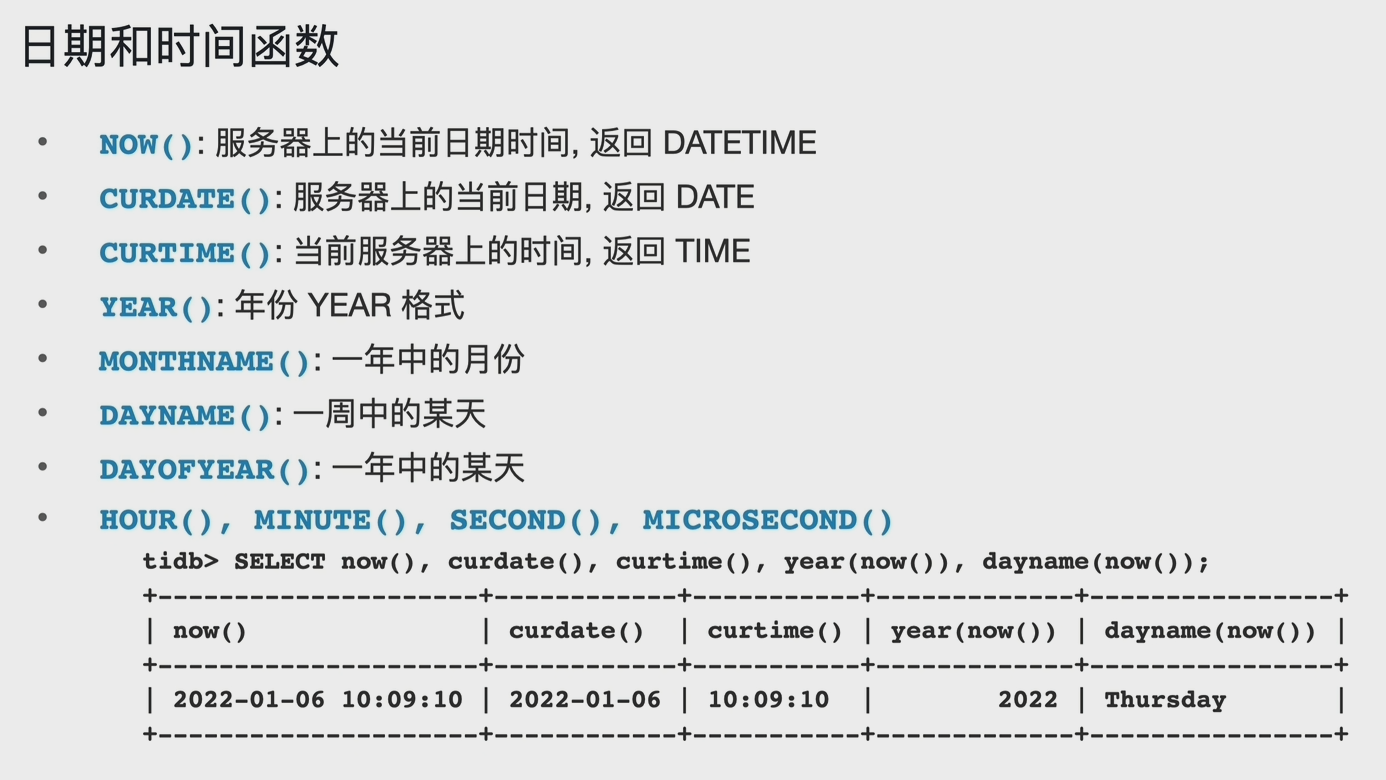 日期和时间函数
• NOW(): 服务器上的当前日期时间, 返回 DATETIME
• CURDATE(): 服务器上的当前日期, 返回 DATE
• CURTIME(): 当前服务器上的时间, 返回 TIME
• YEAR(): 年份 YEAR 格式
• MONTHNAME(): 一年中的月份
• DAYNAME(): 一周中的某天
• DAYOFYEAR(): 一年中的某天
• HOUR(), MINUTE(), SECOND(), MICROSECOND()
tidb> SELECT now(), curdate(), curtime(), year(now()), dayname(now());
+---------------------+------------+-----------+-------------+----------------+
| now()               | curdate()  | curtime() | year(now()) | dayname(now()) |
+---------------------+------------+-----------+-------------+----------------+
| 2022-01-06 10:09:10 | 2022-01-06 | 10:09:10  |        2022 | Thursday       |
+---------------------+------------+-----------+-------------+----------------+